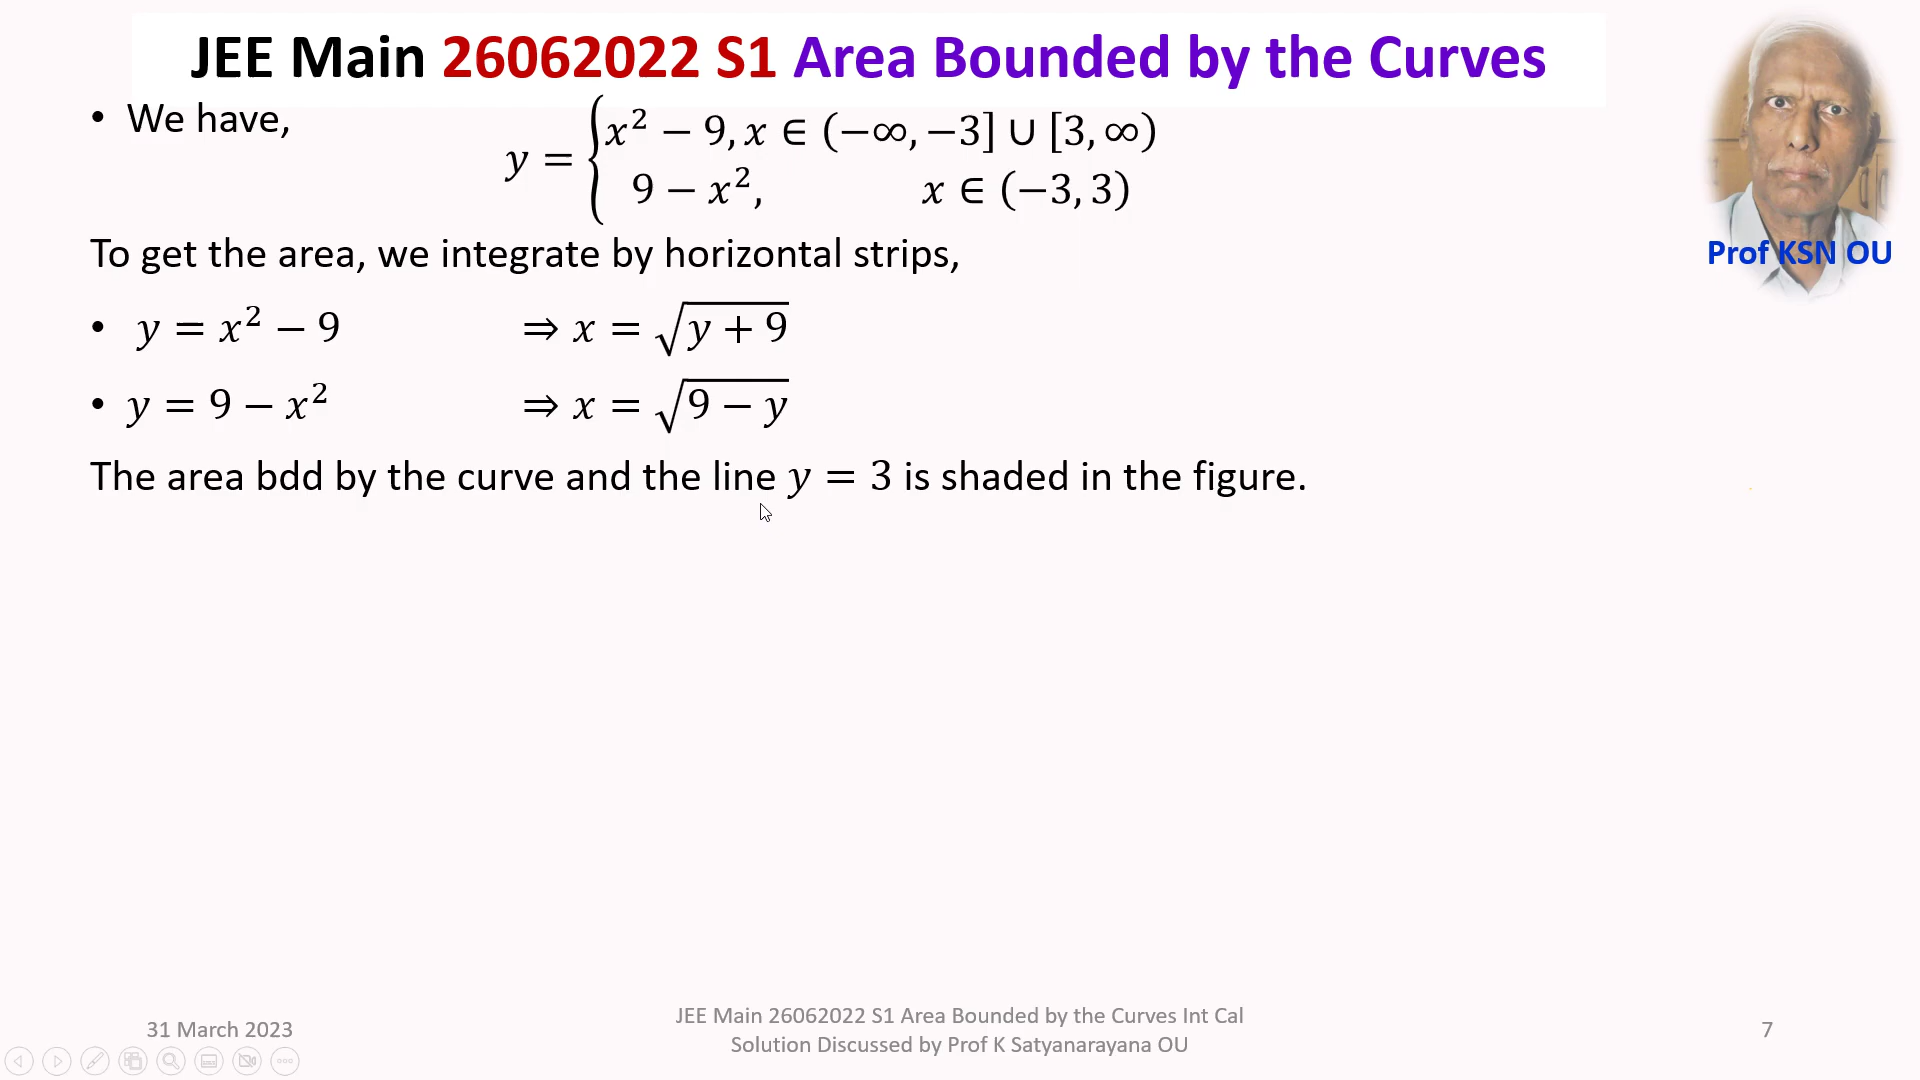 JEE Main 26062022 S1 Area Bounded by the Curves
• We have,
y = { x² − 9, x ∈ (−∞, −3] ∪ [3, ∞)
9 − x², x ∈ (−3, 3)
Prof KSN OU
To get the area, we integrate by horizontal strips,
• y = x² − 9 ⇒ x = √(y + 9)
• y = 9 − x² ⇒ x = √(9 − y)
The area bdd by the curve and the line y = 3 is shaded in the figure.
31 March 2023
JEE Main 26062022 S1 Area Bounded by the Curves Int Cal
Solution Discussed by Prof K Satyanarayana OU
7